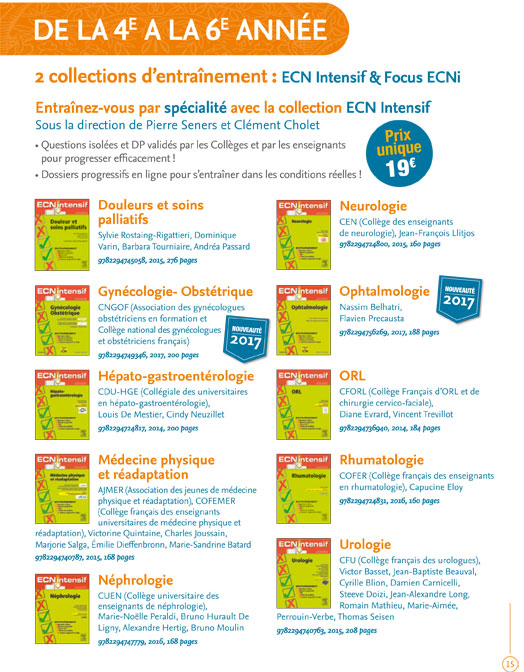 DE LA 4E A LA 6E ANNÉE
2 collections d'entraînement : ECN Intensif & Focus ECNi
Entraînez-vous par spécialité avec la collection ECN Intensif
Sous la direction de Pierre Seners et Clément Cholet
• Questions isolées et DP validés par les Collèges et par les enseignants
pour progresser efficacement !
• Dossiers progressifs en ligne pour s'entraîner dans les conditions réelles !
Prix
unique
19€
ECN intensif
Douleur et
soins palliatifs
Douleurs et soins
palliatifs
Sylvie Rostaing-Rigattieri, Dominique
Varin, Barbara Tourniaire, Andréa Passard
9782294745058, 2015, 276 pages
ECN intensif
Gynécologie
Obstétrique
Gynécologie- Obstétrique
CNGOF (Association des gynécologues
obstétriciens en formation et
Collège national des gynécologues
et obstétriciens français)
9782294749346, 2017, 200 pages
NOUVEAUTÉ
2017
ECN intensif
Hépato-
gastroentérologie
Hépato-gastroentérologie
CDU-HGE (Collégiale des universitaires
en hépato-gastroentérologie),
Louis De Mestier, Cindy Neuzillet
9782294724817, 2014, 200 pages
ECN intensif
Médecine physique
et réadaptation
Médecine physique
et réadaptation
AJMER (Association des jeunes de médecine
physique et réadaptation), COFEMER
(Collège français des enseignants
universitaires de médecine physique et
réadaptation), Victorine Quintaine, Charles Joussain,
Marjorie Salga, Émilie Dieffenbronn, Marie-Sandrine Batard
9782294740787, 2015, 168 pages
ECN intensif
Néphrologie
Néphrologie
CUEN (Collège universitaire des
enseignants de néphrologie),
Marie-Noëlle Peraldi, Bruno Hurault De
Ligny, Alexandre Hertig, Bruno Moulin
9782294747779, 2016, 168 pages
ECN intensif
Neurologie
Neurologie
CEN (Collège des enseignants
de neurologie), Jean-François Llitjos
9782294724800, 2015, 160 pages
ECN intensif
Ophtalmologie
Ophtalmologie
Nassim Belhatri,
Flavien Precausta
9782294756269, 2017, 188 pages
NOUVEAUTÉ
2017
ECN intensif
ORL
ORL
CFORL (Collège Français d'ORL et de
chirurgie cervico-faciale),
Diane Evrard, Vincent Trevillot
9782294736940, 2014, 184 pages
ECN intensif
Rhumatologie
Rhumatologie
COFER (Collège français des enseignants
en rhumatologie), Capucine Eloy
9782294724831, 2016, 160 pages
ECN intensif
Urologie
Urologie
CFU (Collège français des urologues),
Victor Basset, Jean-Baptiste Beauval,
Cyrille Blion, Damien Carnicelli,
Steeve Doizi, Jean-Alexandre Long,
Romain Mathieu, Marie-Aimée,
Perrouin-Verbe, Thomas Seisen
9782294740763, 2015, 208 pages
15